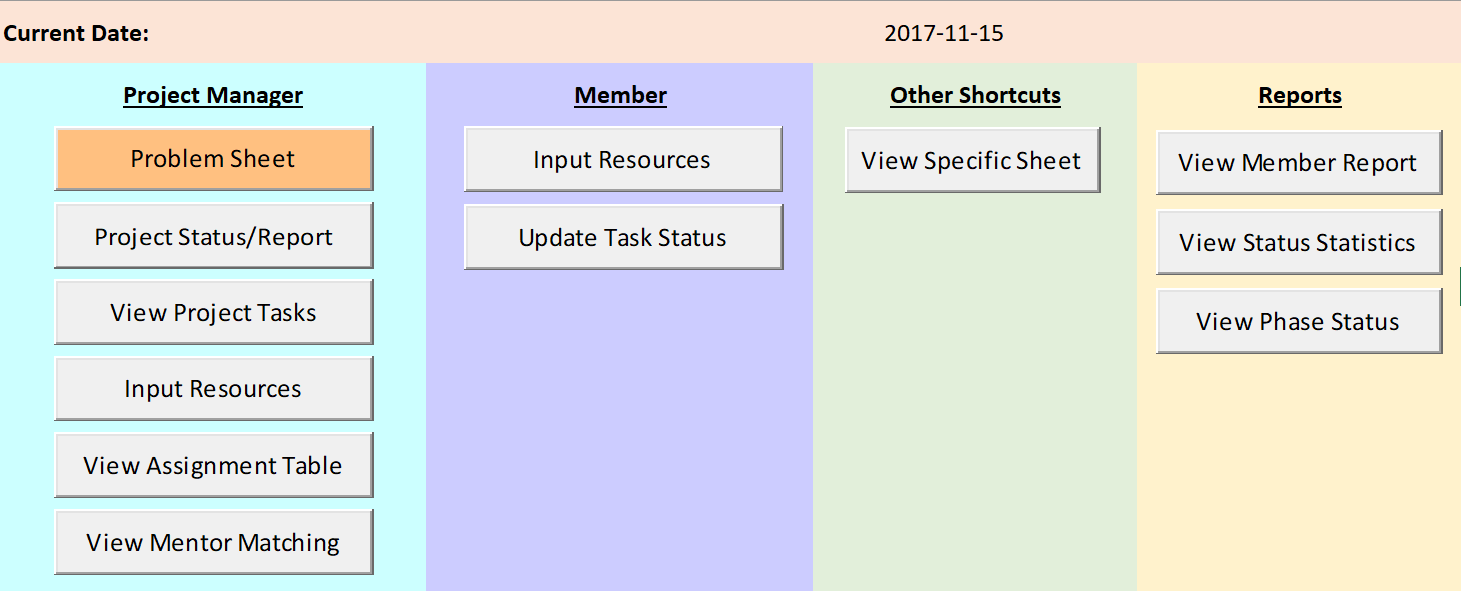 Current Date: 2017-11-15
Project Manager
Problem Sheet
Project Status/Report
View Project Tasks
Input Resources
View Assignment Table
View Mentor Matching
Member
Input Resources
Update Task Status
Other Shortcuts
View Specific Sheet
Reports
View Member Report
View Status Statistics
View Phase Status